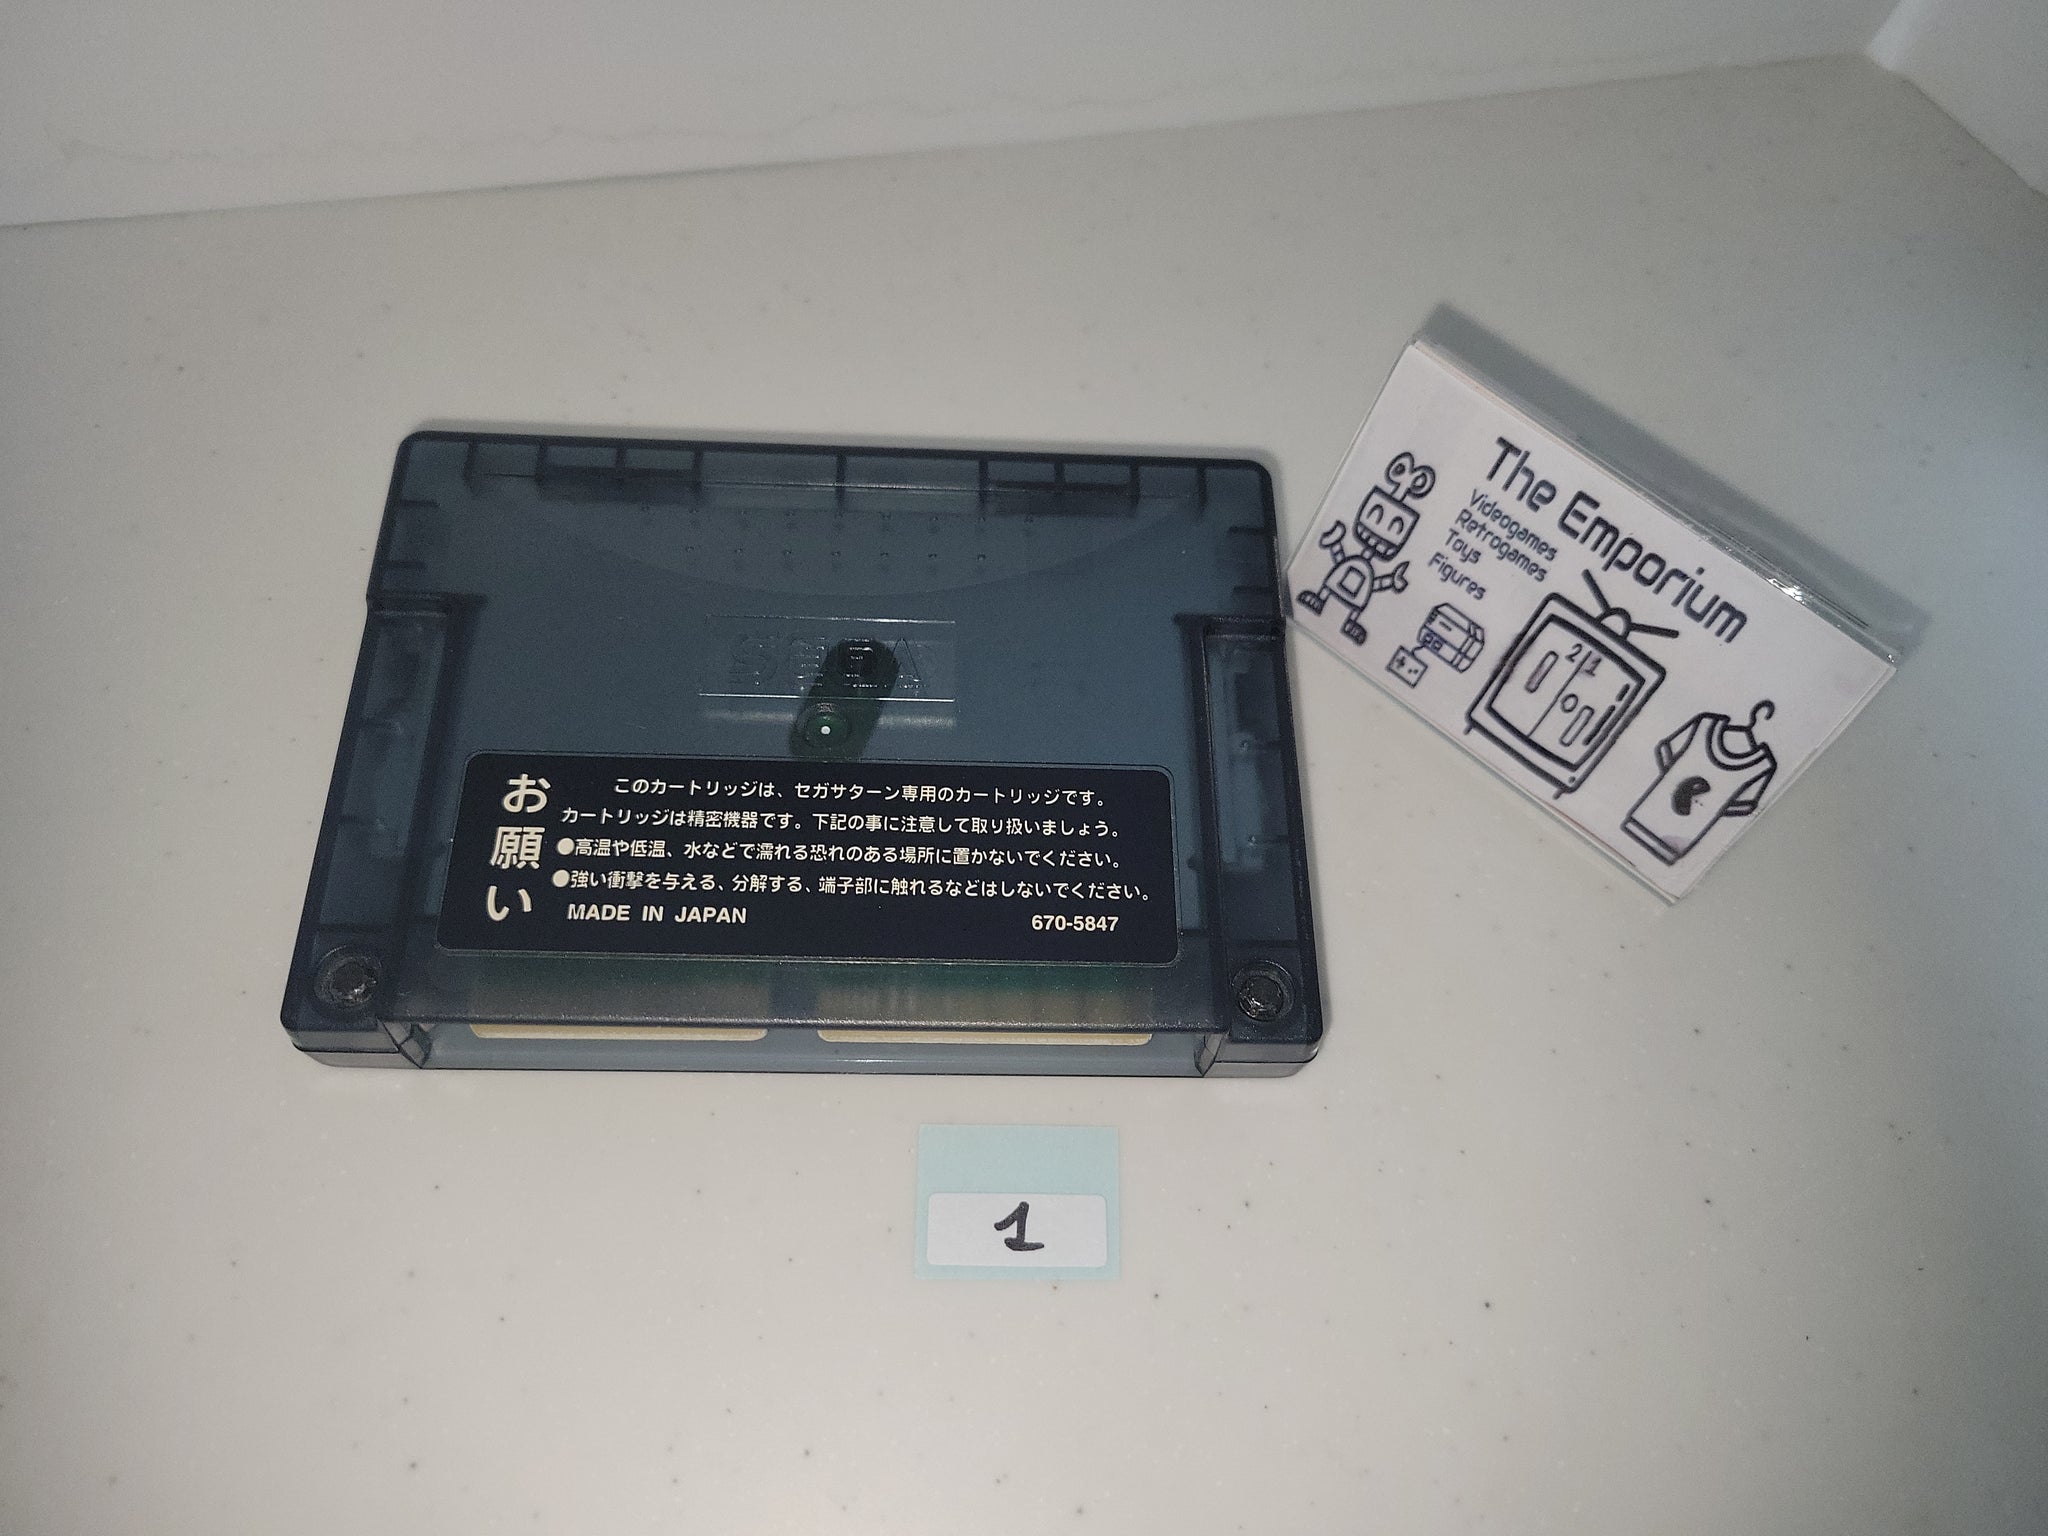 SEGA
お願い
このカートリッジは、セガサターン専用のカートリッジです。
カートリッジは精密機器です。下記の事に注意して取り扱いましょう。
●高温や低温、水などで濡れる恐れのある場所に置かないでください。
●強い衝撃を与える、分解する、端子部に触れるなどはしないでください。
MADE IN JAPAN
670-5847
The Emporium
Videogames
Retrogames
Toys
Figures
21
1